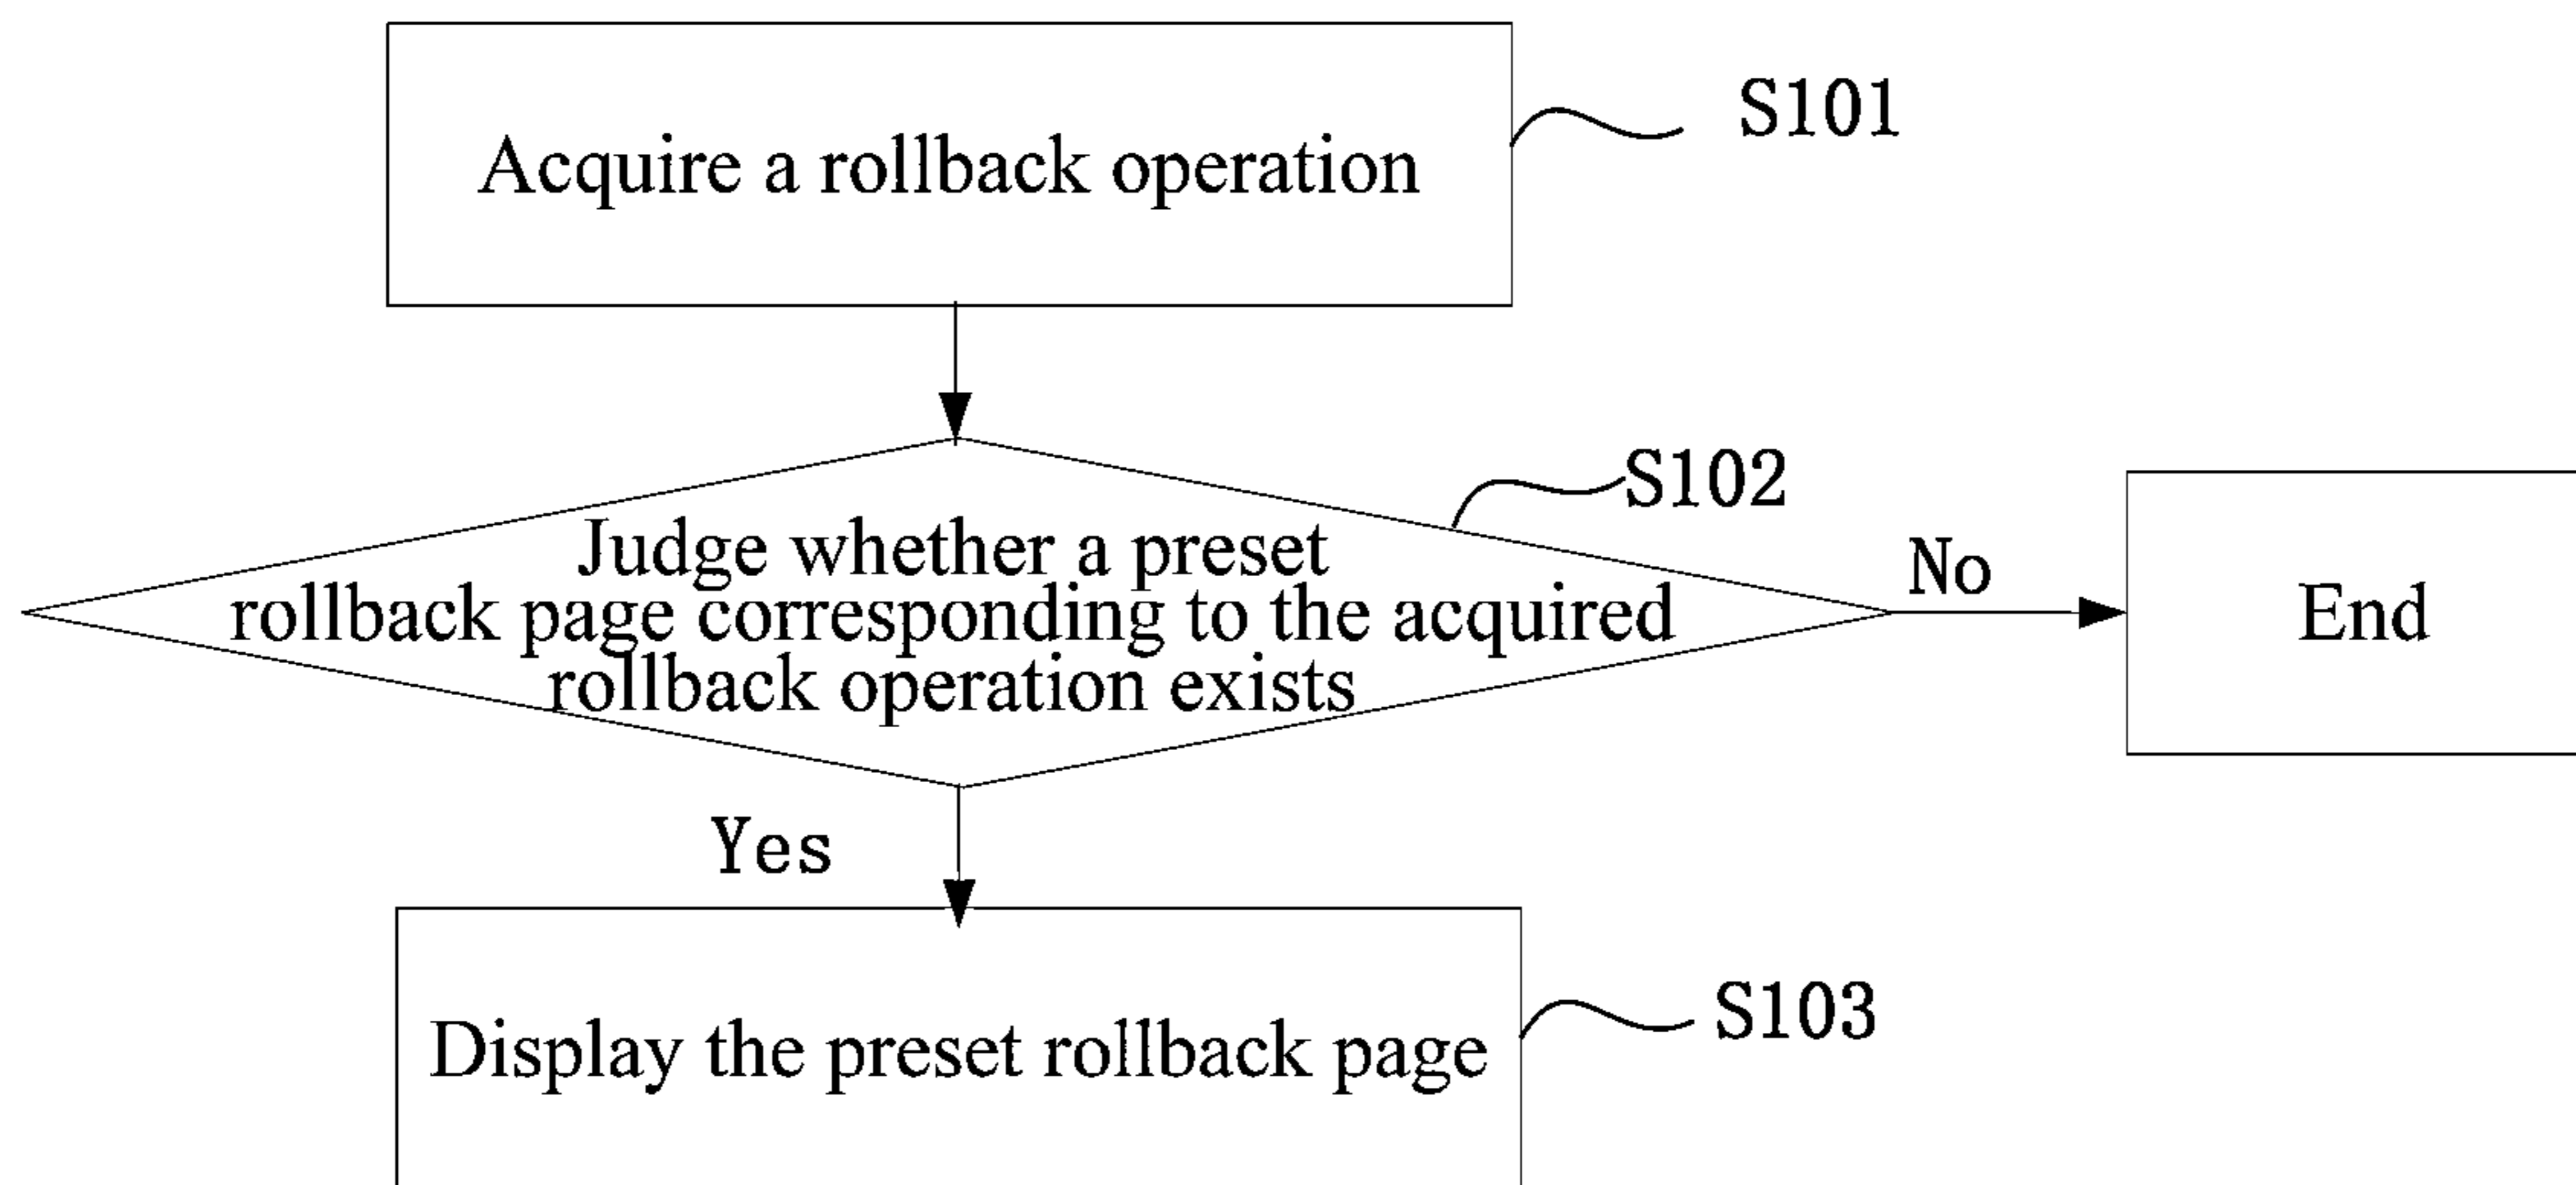 Acquire a rollback operation
S101
S102
Judge whether a preset
rollback page corresponding to the acquired
rollback operation exists
No
End
Yes
Display the preset rollback page
S103